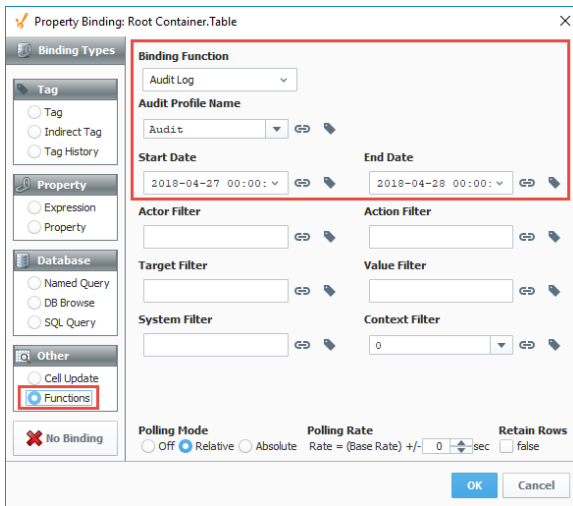 Property Binding: Root Container.Table
Binding Types
Tag
Tag
Indirect Tag
Tag History
Property
Expression
Property
Database
Named Query
DB Browse
SQL Query
Other
Cell Update
Functions
No Binding
Binding Function
Audit Log
Audit Profile Name
Audit
Start Date End Date
2018-04-27 00:00: 2018-04-28 00:00:
Actor Filter Action Filter
Target Filter Value Filter
System Filter Context Filter
0
Polling Mode Polling Rate Retain Rows
Off Relative Absolute Rate = (Base Rate) +/- 0 sec false
OK Cancel